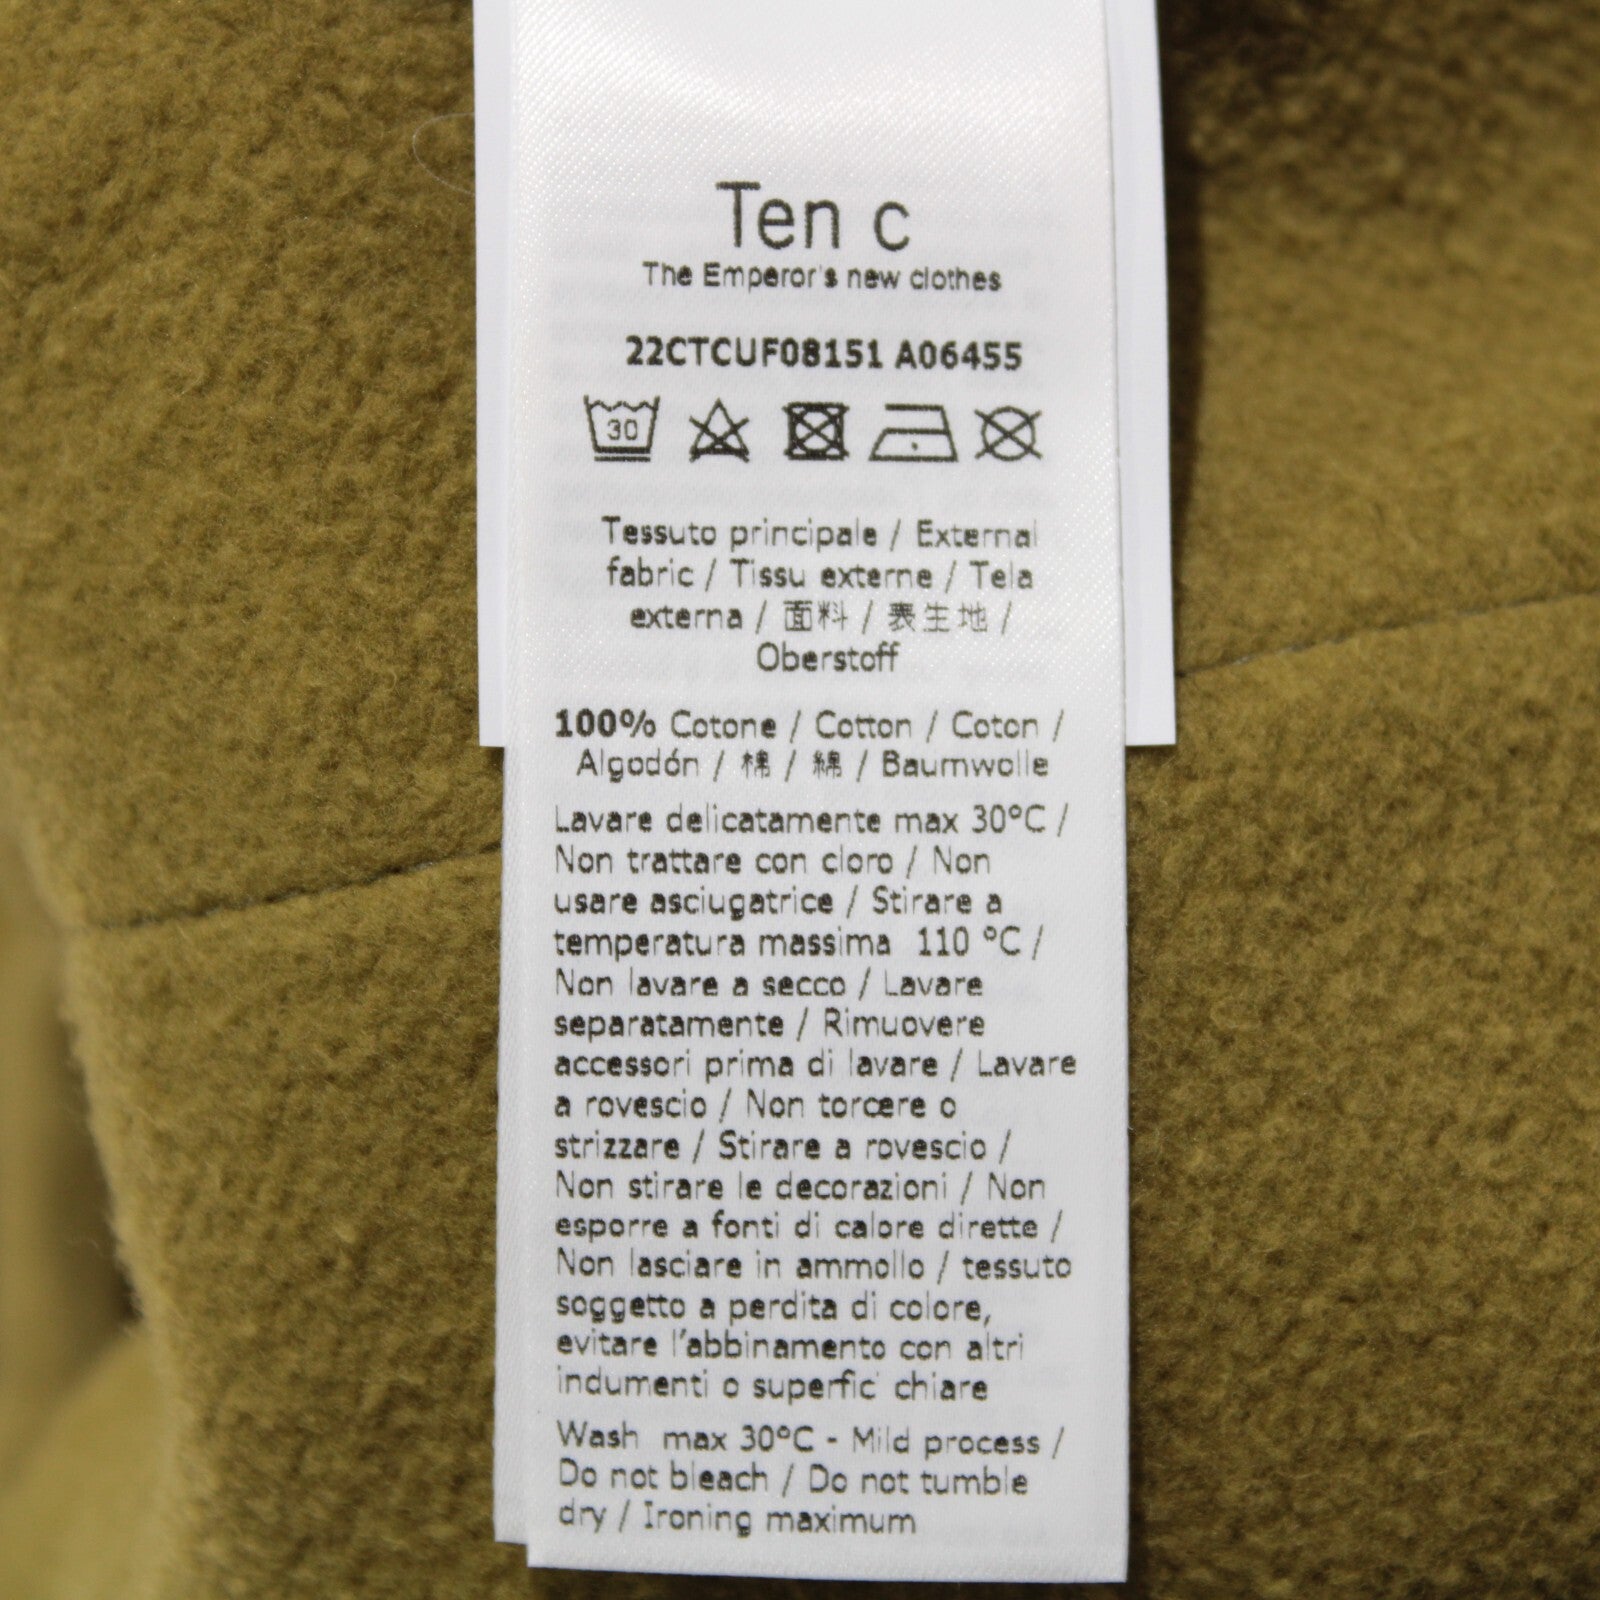 Ten c
The Emperor's new clothes
22CTCUF08151 A06455
30
Tessuto principale / External
fabric / Tissu externe / Tela
externa / 面料 / 表生地 /
Oberstoff
100% Cotone / Cotton / Coton /
Algodón / 棉 / 綿 / Baumwolle
Lavare delicatamente max 30°C /
Non trattare con cloro / Non
usare asciugatrice / Stirare a
temperatura massima 110 °C /
Non lavare a secco / Lavare
separatamente / Rimuovere
accessori prima di lavare / Lavare
a rovescio / Non torcere o
strizzare / Stirare a rovescio /
Non stirare le decorazioni / Non
esporre a fonti di calore dirette /
Non lasciare in ammollo / tessuto
soggetto a perdita di colore,
evitare l'abbinamento con altri
indumenti o superfici chiare
Wash max 30°C - Mild process /
Do not bleach / Do not tumble
dry / Ironing maximum